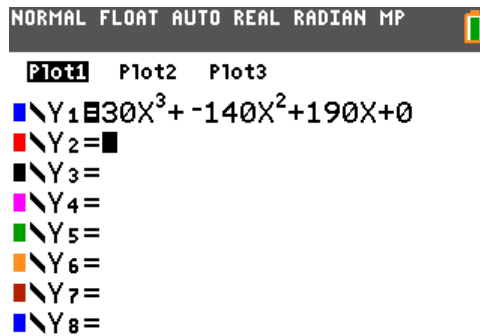 NORMAL FLOAT AUTO REAL RADIAN MP
Plot1 Plot2 Plot3
\Y₁=30X³+-140X²+190X+0
\Y₂=
\Y₃=
\Y₄=
\Y₅=
\Y₆=
\Y₇=
\Y₈=